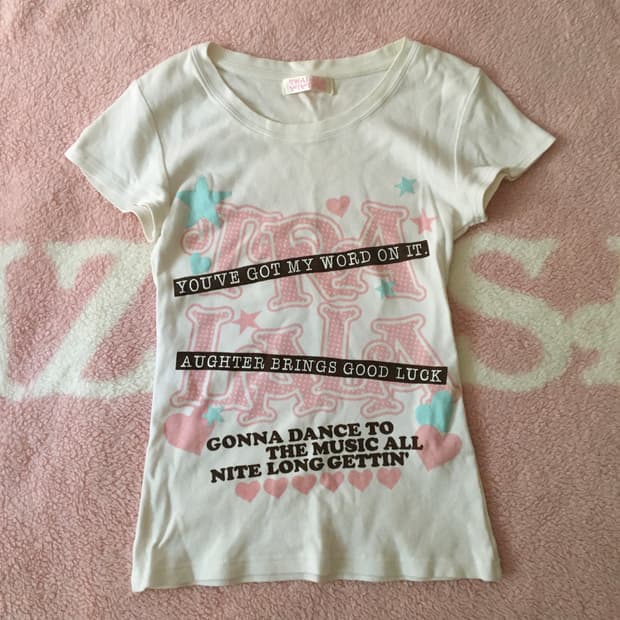 TRA
YOU'VE GOT MY WORD ON IT.
LALA
AUGHTER BRINGS GOOD LUCK
GONNA DANCE TO
THE MUSIC ALL
NITE LONG GETTIN'